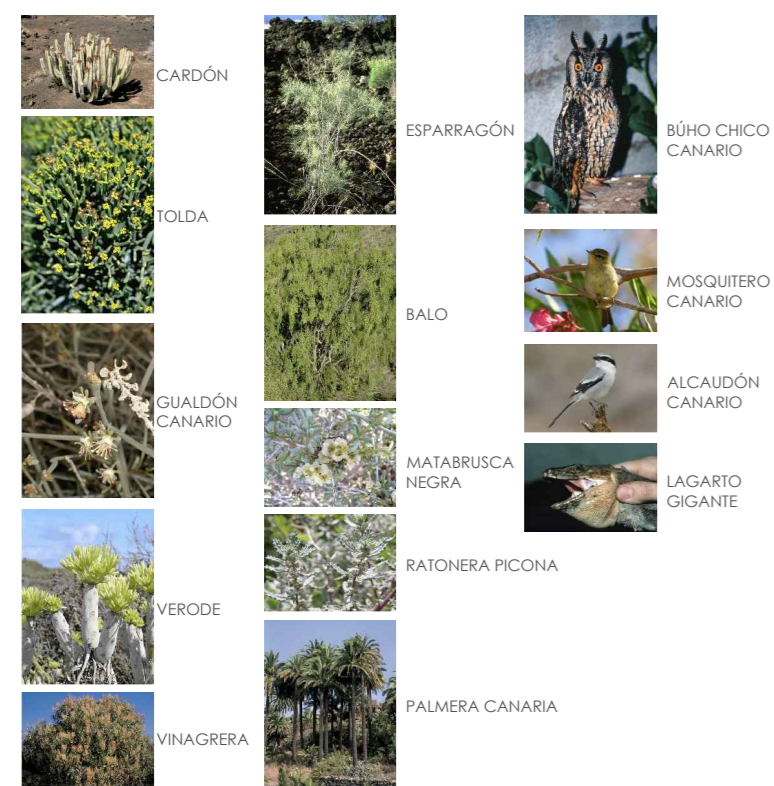 CARDÓN
TOLDA
GUALDÓN
CANARIO
VERODE
VINAGRERA
ESPARRAGÓN
BALO
MATABRUSCA
NEGRA
RATONERA PICONA
PALMERA CANARIA
BÚHO CHICO
CANARIO
MOSQUITERO
CANARIO
ALCAUDÓN
CANARIO
LAGARTO
GIGANTE